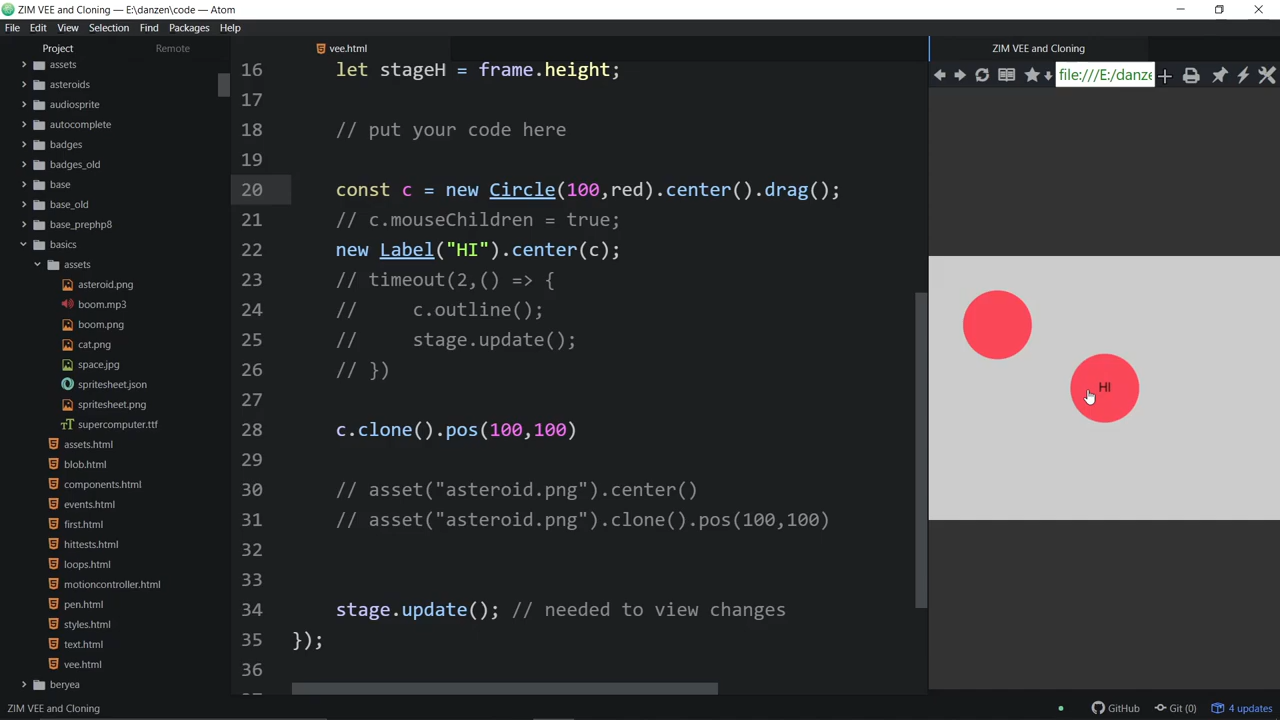 ZIM VEE and Cloning — E:\danzen\code — Atom
File Edit View Selection Find Packages Help
Project Remote
assets
asteroids
audiosprite
autocomplete
badges
badges_old
base
base_old
base_prephp8
basics
assets
asteroid.png
boom.mp3
boom.png
cat.png
space.jpg
spritesheet.json
spritesheet.png
supercomputer.ttf
assets.html
blob.html
components.html
events.html
first.html
hittests.html
loops.html
motioncontroller.html
pen.html
styles.html
text.html
vee.html
beryea
vee.html
16 let stageH = frame.height;
17
18 // put your code here
19
20 const c = new Circle(100,red).center().drag();
21 // c.mouseChildren = true;
22 new Label("HI").center(c);
23 // timeout(2,() => {
24 // c.outline();
25 // stage.update();
26 // })
27
28 c.clone().pos(100,100)
29
30 // asset("asteroid.png").center()
31 // asset("asteroid.png").clone().pos(100,100)
32
33
34 stage.update(); // needed to view changes
35 });
36
ZIM VEE and Cloning
file:///E:/danze
HI
ZIM VEE and Cloning
GitHub Git (0) 4 updates